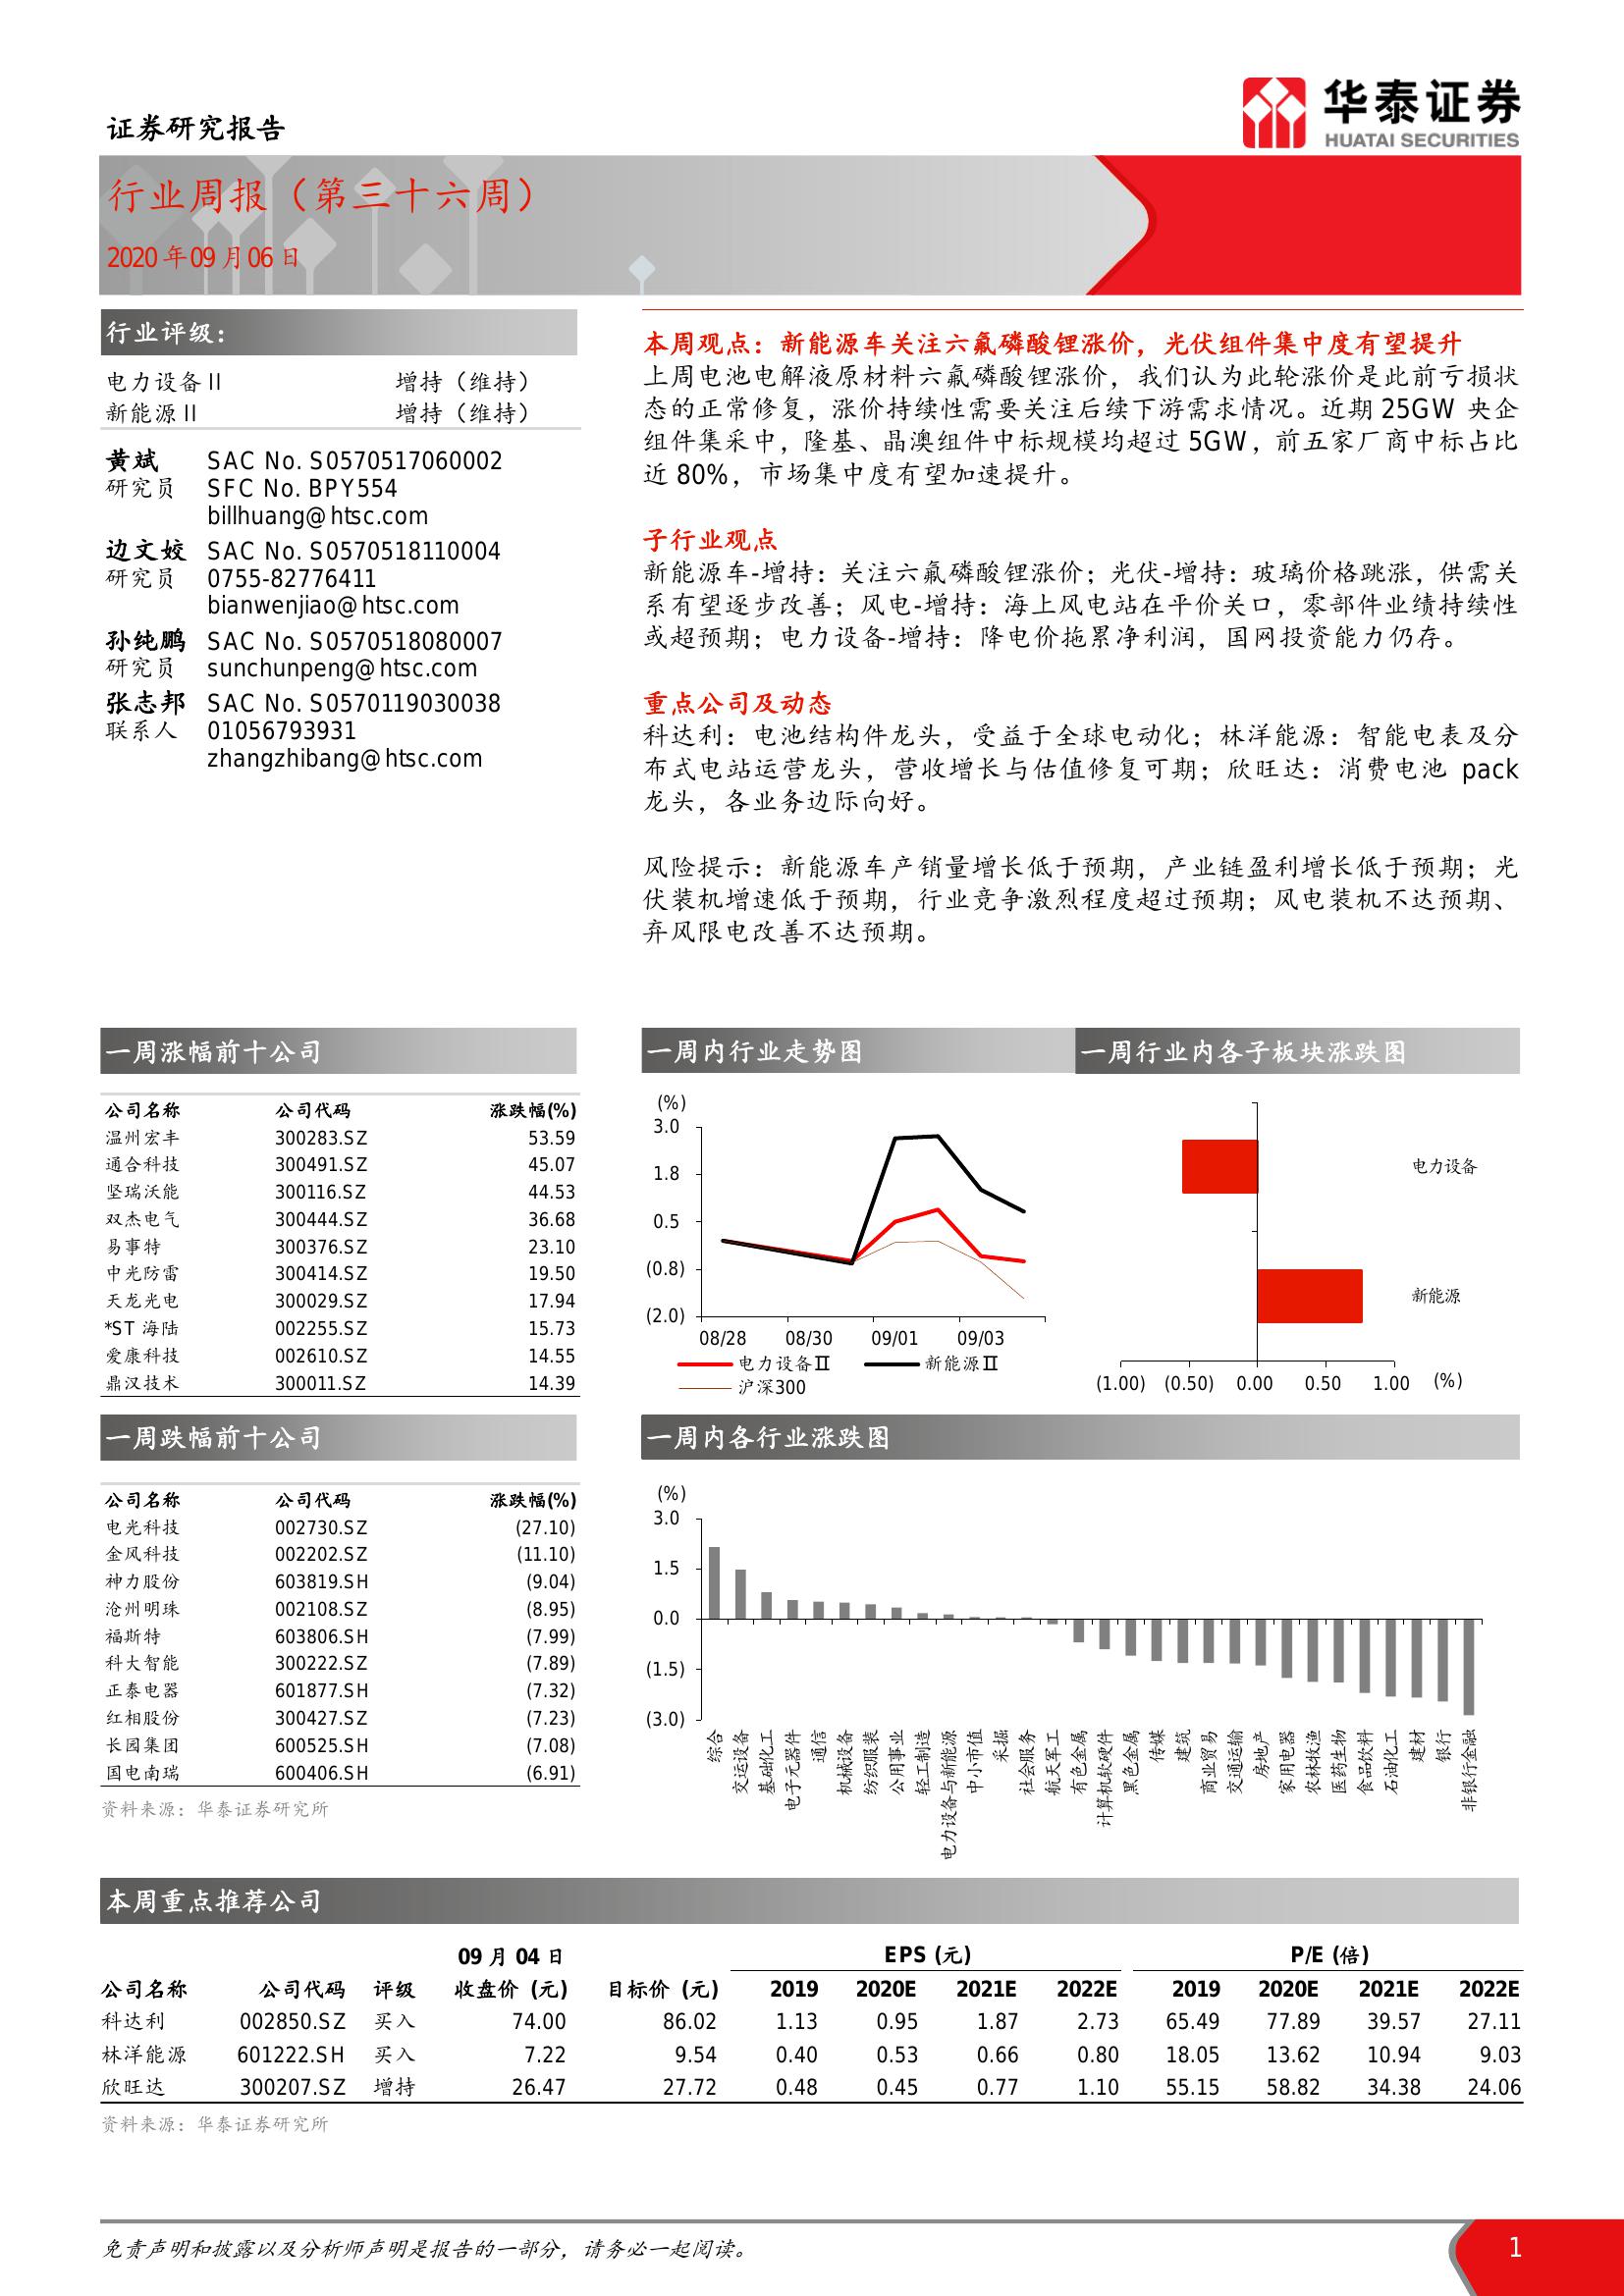 证券研究报告
华泰证券
HUATAI SECURITIES
行业周报（第三十六周）
2020年09月06日
行业评级：
电力设备 II 增持（维持）
新能源 II 增持（维持）
黄斌 SAC No. S0570517060002
研究员 SFC No. BPY554
billhuang@htsc.com
边文姣 SAC No. S0570518110004
研究员 0755-82776411
bianwenjiao@htsc.com
孙纯鹏 SAC No. S0570518080007
研究员 sunchunpeng@htsc.com
张志邦 SAC No. S0570119030038
联系人 01056793931
zhangzhibang@htsc.com
本周观点：新能源车关注六氟磷酸锂涨价，光伏组件集中度有望提升
上周电池电解液原材料六氟磷酸锂涨价，我们认为此轮涨价是此前亏损状
态的正常修复，涨价持续性需要关注后续下游需求情况。近期 25GW 央企
组件集采中，隆基、晶澳组件中标规模均超过 5GW，前五家厂商中标占比
近 80%，市场集中度有望加速提升。
子行业观点
新能源车-增持：关注六氟磷酸锂涨价；光伏-增持：玻璃价格跳涨，供需关
系有望逐步改善；风电-增持：海上风电站在平价关口，零部件业绩持续性
或超预期；电力设备-增持：降电价拖累净利润，国网投资能力仍存。
重点公司及动态
科达利：电池结构件龙头，受益于全球电动化；林洋能源：智能电表及分
布式电站运营龙头，营收增长与估值修复可期；欣旺达：消费电池 pack
龙头，各业务边际向好。
风险提示：新能源车产销量增长低于预期，产业链盈利增长低于预期；光
伏装机增速低于预期，行业竞争激烈程度超过预期；风电装机不达预期、
弃风限电改善不达预期。
一周涨幅前十公司
公司名称 公司代码 涨跌幅(%)
温州宏丰 300283.SZ 53.59
通合科技 300491.SZ 45.07
坚瑞沃能 300116.SZ 44.53
双杰电气 300444.SZ 36.68
易事特 300376.SZ 23.10
中光防雷 300414.SZ 19.50
天龙光电 300029.SZ 17.94
*ST 海陆 002255.SZ 15.73
爱康科技 002610.SZ 14.55
鼎汉技术 300011.SZ 14.39
一周内行业走势图
(%)
3.0
1.8
0.5
(0.8)
(2.0)
08/28 08/30 09/01 09/03
电力设备Ⅱ 新能源Ⅱ
沪深300
一周行业内各子板块涨跌图
电力设备
新能源
(1.00) (0.50) 0.00 0.50 1.00 (%)
一周跌幅前十公司
公司名称 公司代码 涨跌幅(%)
电光科技 002730.SZ (27.10)
金风科技 002202.SZ (11.10)
神力股份 603819.SH (9.04)
沧州明珠 002108.SZ (8.95)
福斯特 603806.SH (7.99)
科大智能 300222.SZ (7.89)
正泰电器 601877.SH (7.32)
红相股份 300427.SZ (7.23)
长园集团 600525.SH (7.08)
国电南瑞 600406.SH (6.91)
资料来源：华泰证券研究所
一周内各行业涨跌图
(%)
3.0
1.5
0.0
(1.5)
(3.0)
综合
交运设备
基础化工
电子元器件
通信
机械设备
纺织服装
公用事业
轻工制造
电力设备与新能源
中小市值
采掘
社会服务
航天军工
有色金属
计算机软硬件
黑色金属
传媒
建筑
商业贸易
交通运输
房地产
家用电器
农林牧渔
医药生物
食品饮料
石油化工
建材
银行
非银行金融
本周重点推荐公司
09 月 04 日 EPS (元) P/E (倍)
公司名称 公司代码 评级 收盘价 (元) 目标价 (元) 2019 2020E 2021E 2022E 2019 2020E 2021E 2022E
科达利 002850.SZ 买入 74.00 86.02 1.13 0.95 1.87 2.73 65.49 77.89 39.57 27.11
林洋能源 601222.SH 买入 7.22 9.54 0.40 0.53 0.66 0.80 18.05 13.62 10.94 9.03
欣旺达 300207.SZ 增持 26.47 27.72 0.48 0.45 0.77 1.10 55.15 58.82 34.38 24.06
资料来源：华泰证券研究所
免责声明和披露以及分析师声明是报告的一部分，请务必一起阅读。 1